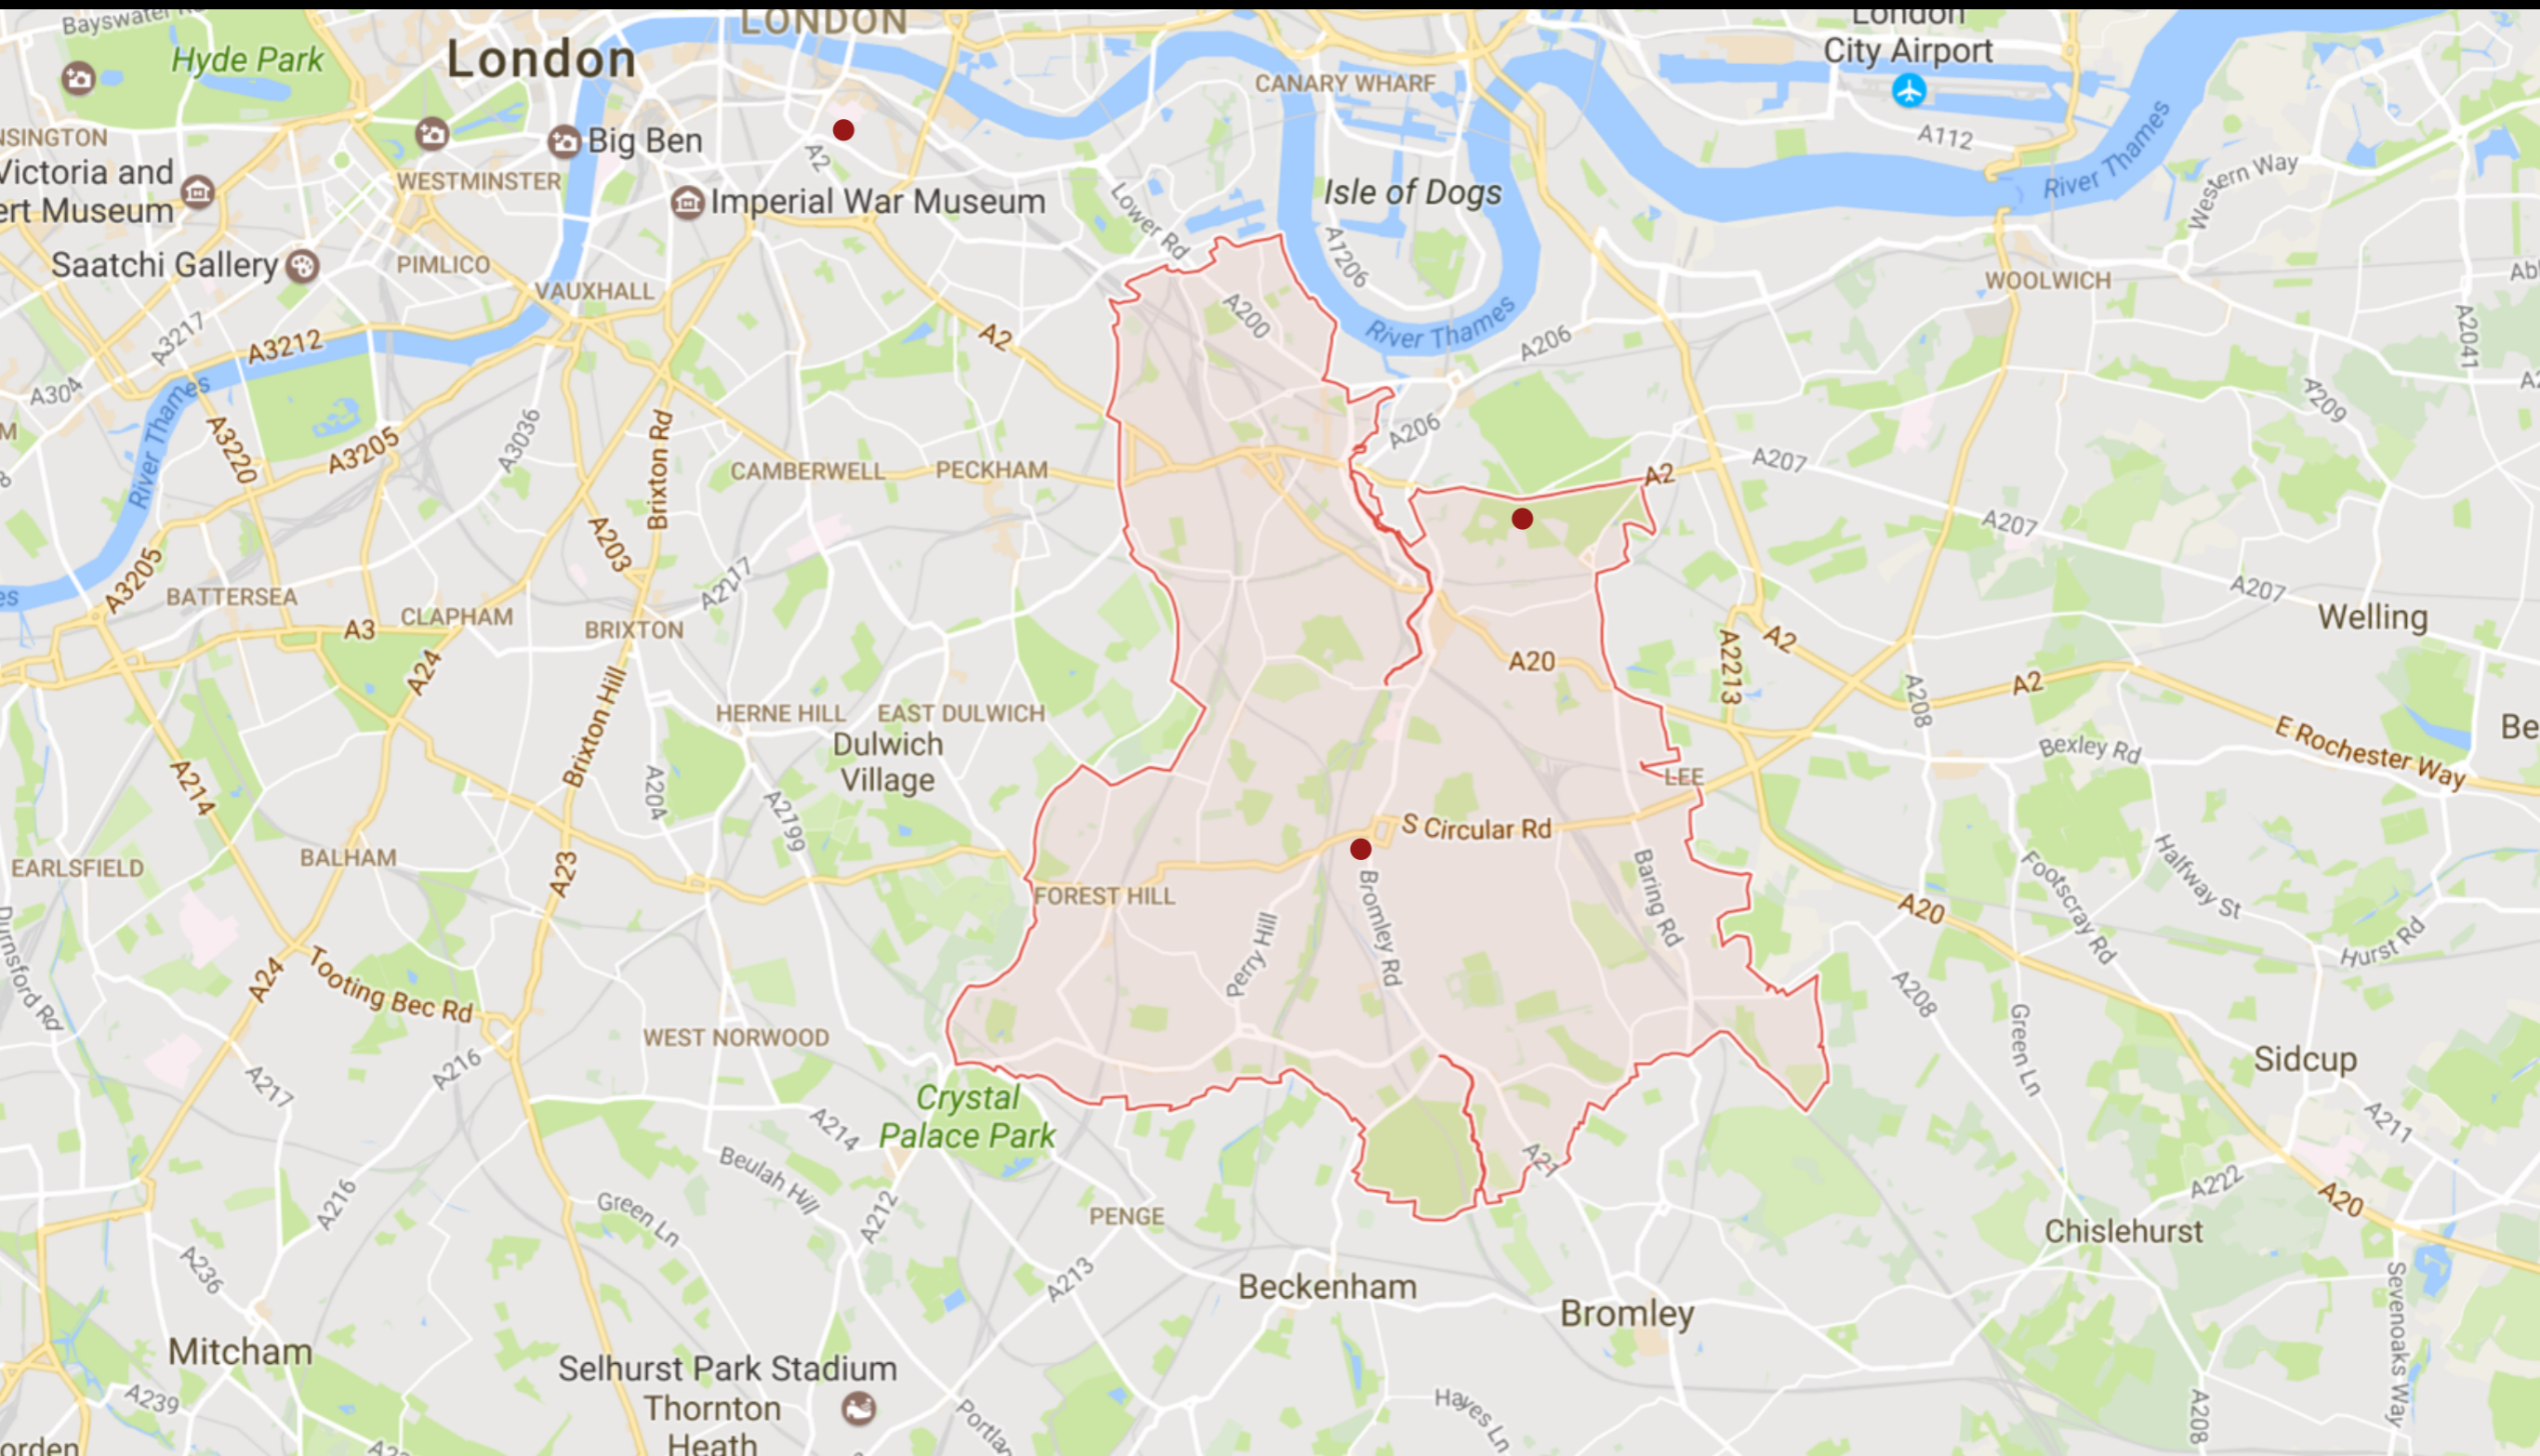 Bayswater Rd
LONDON
London
Hyde Park
London
City Airport
CANARY WHARF
NSINGTON
Big Ben
A2
A112
River Thames
Victoria and
ert Museum
WESTMINSTER
Imperial War Museum
Lower Rd
Isle of Dogs
Western Way
Saatchi Gallery
PIMLICO
VAUXHALL
A1206
WOOLWICH
Abb
A3217
A3212
A200
River Thames
A206
A2
A2041
A304
River Thames
A3220
A3205
A3036
Brixton Rd
A206
A209
M
CAMBERWELL
PECKHAM
A2
A207
A207
A203
A3205
A2217
A207
es
BATTERSEA
CLAPHAM
A3
BRIXTON
A24
A20
A2213
A2
Welling
A2
A208
HERNE HILL
EAST DULWICH
Dulwich
Village
Brixton Hill
A214
A204
A2199
Bexley Rd
E Rochester Way
Be
LEE
S Circular Rd
EARLSFIELD
BALHAM
A23
FOREST HILL
Bromley Rd
Baring Rd
Perry Hill
A20
Footscray Rd
Halfway St
Hurst Rd
Durnsford Rd
A24
Tooting Bec Rd
A208
Green Ln
WEST NORWOOD
A216
A217
Sidcup
Crystal
Palace Park
A214
A211
Beulah Hill
A21
A222
A20
A216
Green Ln
A212
PENGE
Chislehurst
A236
A213
Beckenham
Bromley
Sevenoaks Way
Mitcham
Selhurst Park Stadium
Thornton
Heath
A239
Hayes Ln
A208
orden